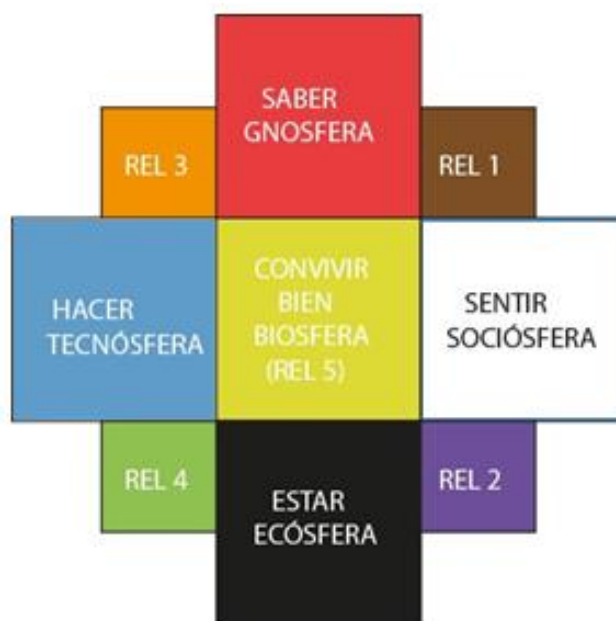 SABER
GNOSFERA
REL 3
REL 1
HACER
TECNÓSFERA
CONVIVIR
BIEN
BIOSFERA
(REL 5)
SENTIR
SOCIÓSFERA
REL 4
REL 2
ESTAR
ECÓSFERA